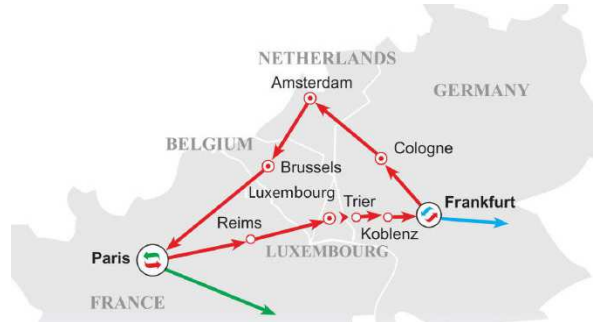 NETHERLANDS
Amsterdam
GERMANY
BELGIUM
Cologne
Brussels
Luxembourg
Trier
Frankfurt
Reims
Koblenz
Paris
LUXEMBOURG
FRANCE